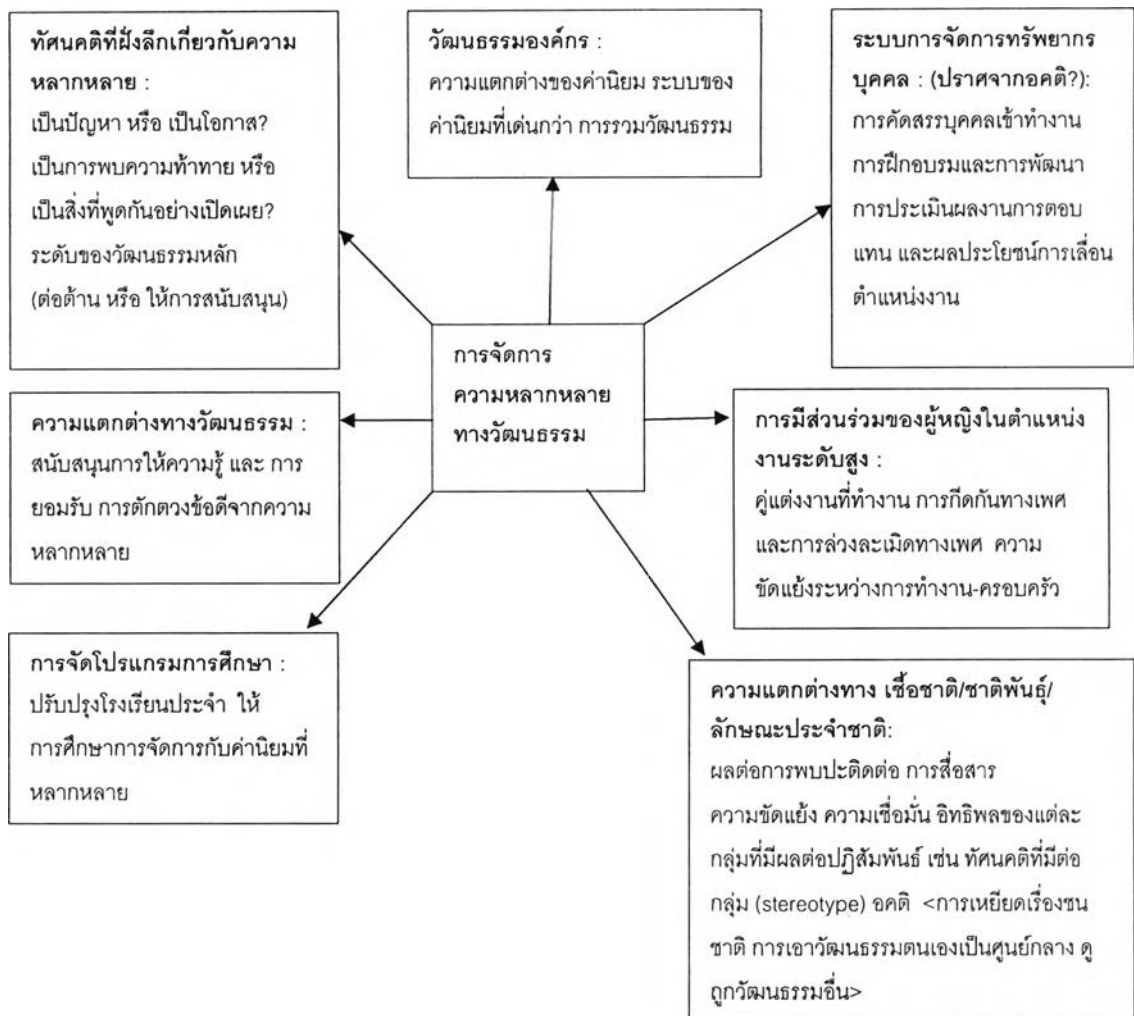 ทัศนคติที่ฝั่งลึกเกี่ยวกับความ
หลากหลาย :
เป็นปัญหา หรือ เป็นโอกาส?
เป็นการพบความท้าทาย หรือ
เป็นสิ่งที่พูดกันอย่างเปิดเผย?
ระดับของวัฒนธรรมหลัก
(ต่อต้าน หรือ ให้การสนับสนุน)
วัฒนธรรมองค์กร :
ความแตกต่างของค่านิยม ระบบของ
ค่านิยมที่เด่นกว่า การรวมวัฒนธรรม
ระบบการจัดการทรัพยากร
บุคคล : (ปราศจากอคติ?):
การคัดสรรบุคคลเข้าทำงาน
การฝึกอบรมและการพัฒนา
การประเมินผลงานการตอบ
แทน และผลประโยชน์การเลื่อน
ตำแหน่งงาน
การจัดการ
ความหลากหลาย
ทางวัฒนธรรม
ความแตกต่างทางวัฒนธรรม :
สนับสนุนการให้ความรู้ และ การ
ยอมรับ การตักตวงข้อดีจากความ
หลากหลาย
การมีส่วนร่วมของผู้หญิงในตำแหน่ง
งานระดับสูง :
คู่แต่งงานที่ทำงาน การกีดกันทางเพศ
และการล่วงละเมิดทางเพศ ความ
ขัดแย้งระหว่างการทำงาน-ครอบครัว
การจัดโปรแกรมการศึกษา :
ปรับปรุงโรงเรียนประจำ ให้
การศึกษาการจัดการกับค่านิยมที่
หลากหลาย
ความแตกต่างทาง เชื้อชาติ/ชาติพันธุ์/
ลักษณะประจำชาติ:
ผลต่อการพบปะติดต่อ การสื่อสาร
ความขัดแย้ง ความเชื่อมั่น อิทธิพลของแต่ละ
กลุ่มที่มีผลต่อปฏิสัมพันธ์ เช่น ทัศนคติที่มีต่อ
กลุ่ม (stereotype) อคติ <การเหยียดเรื่องชน
ชาติ การเอาวัฒนธรรมตนเองเป็นศูนย์กลาง ดู
ถูกวัฒนธรรมอื่น>